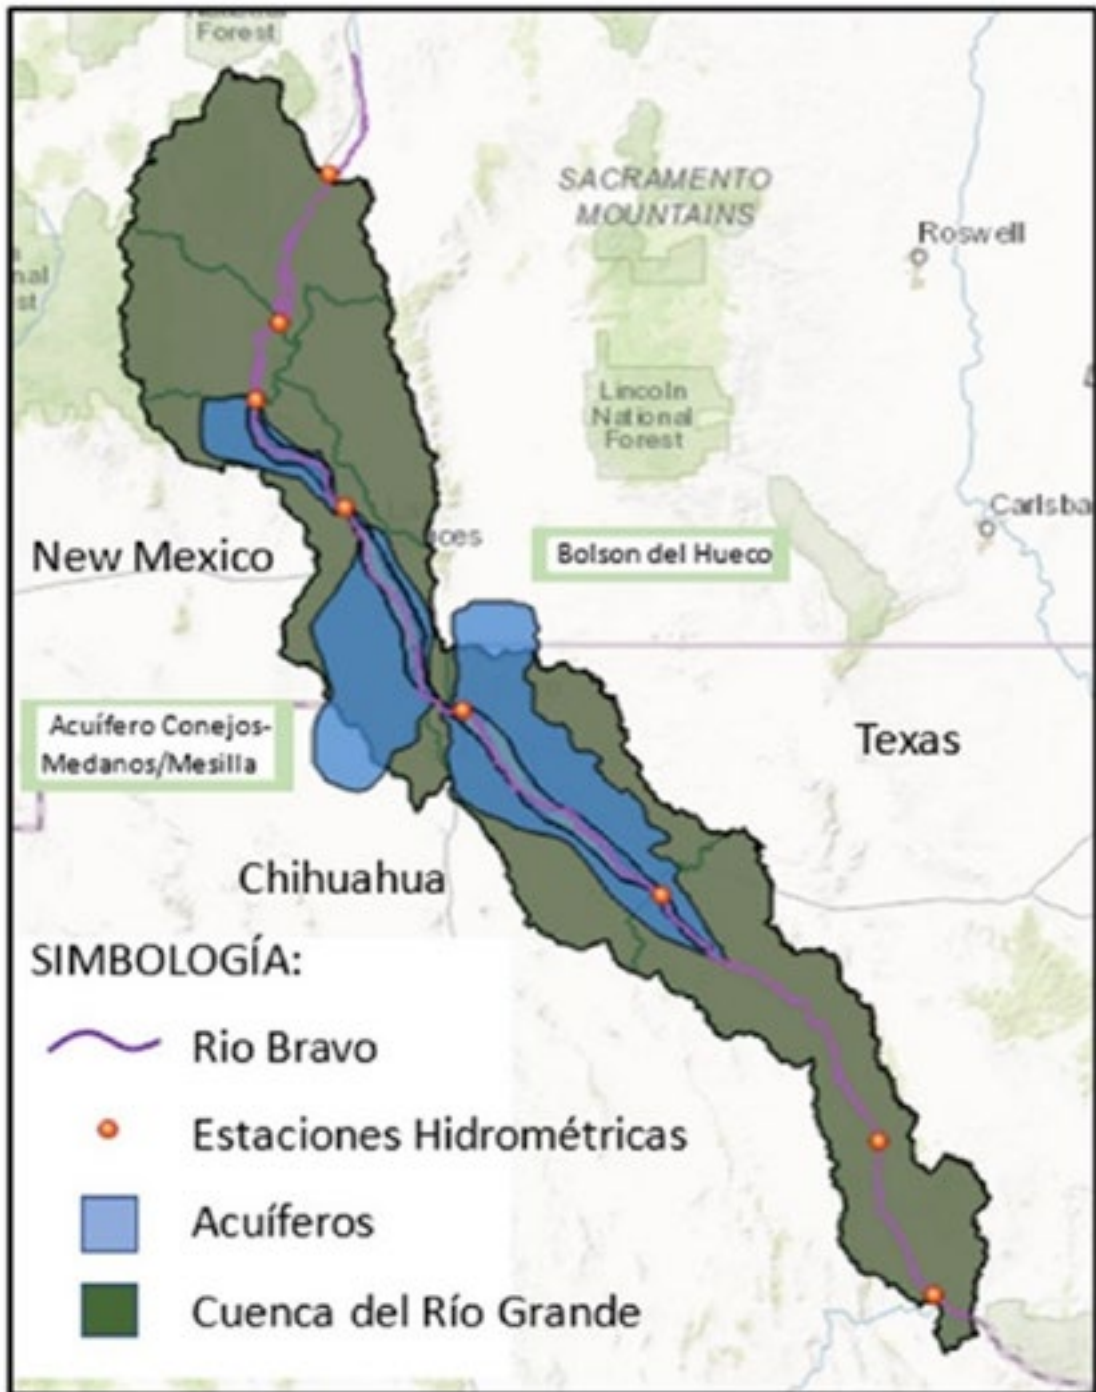 Forest
SACRAMENTO
MOUNTAINS
Roswell
Lincoln
National
Forest
Carlsba
New Mexico
Bolson del Hueco
Acuífero Conejos-
Medanos/Mesilla
Texas
Chihuahua
SIMBOLOGÍA:
Rio Bravo
Estaciones Hidrométricas
Acuíferos
Cuenca del Río Grande